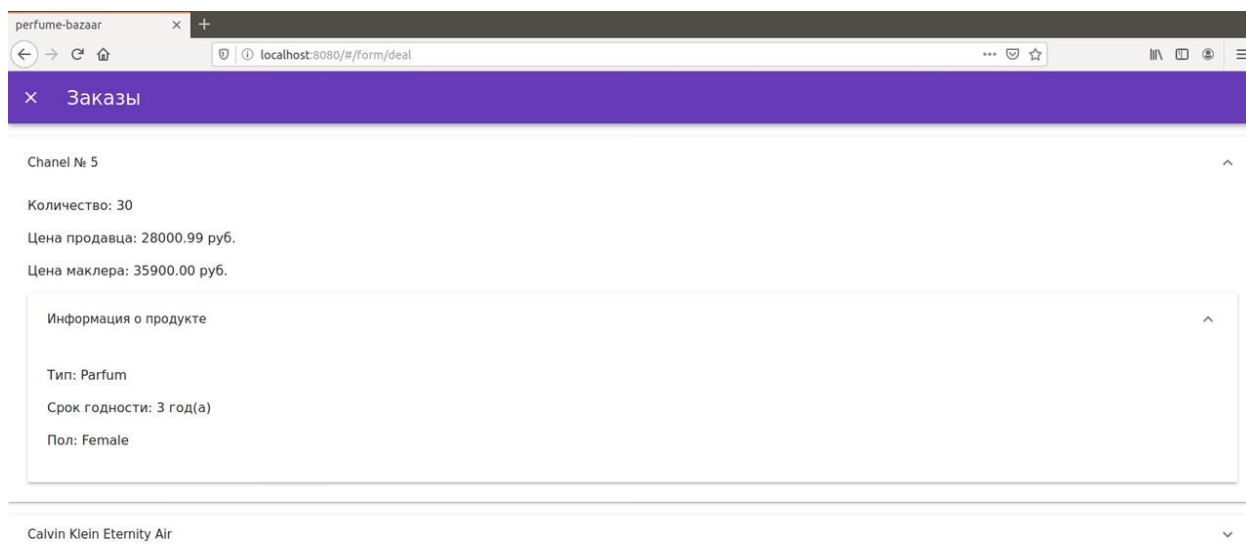 perfume-bazaar
localhost:8080/#/form/deal
Заказы
Chanel № 5
Количество: 30
Цена продавца: 28000.99 руб.
Цена маклера: 35900.00 руб.
Информация о продукте
Тип: Parfum
Срок годности: 3 год(а)
Пол: Female
Calvin Klein Eternity Air